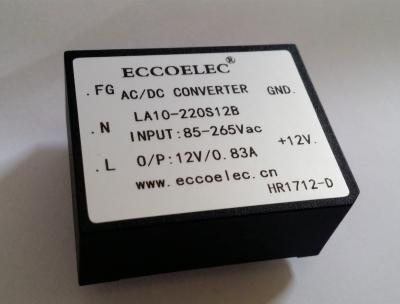 ECCOELEC®
.FG AC/DC CONVERTER GND.
LA10-220S12B
.N INPUT:85-265Vac +12V.
.L O/P:12V/0.83A
www.eccoelec.cn
HR1712-D